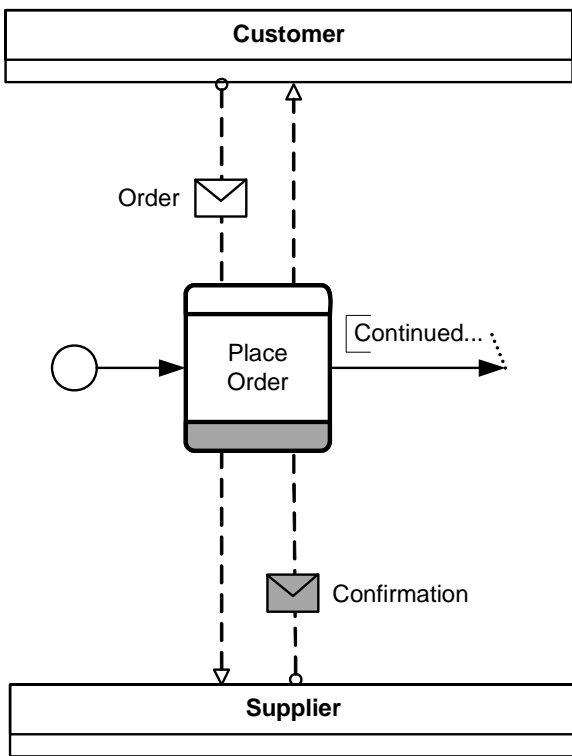 Customer
Order
Continued...
Place
Order
Confirmation
Supplier